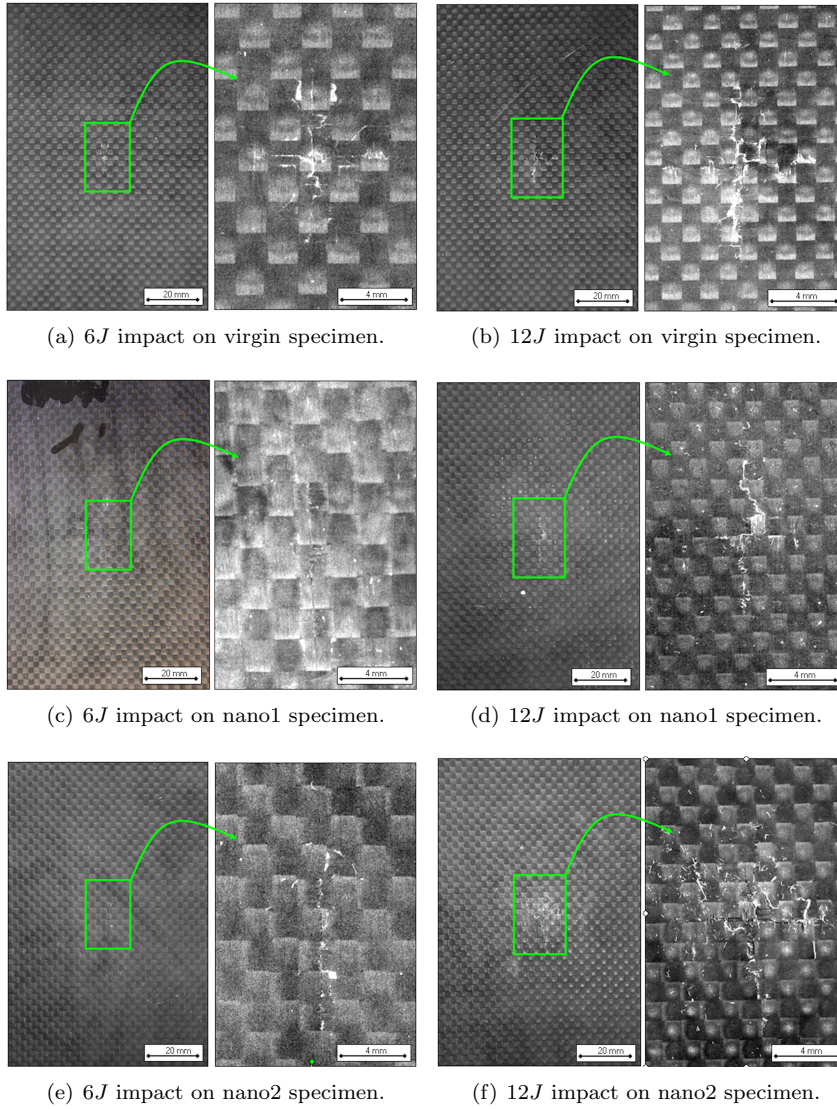 20 mm
4 mm
20 mm
4 mm
(a) 6J impact on virgin specimen.
(b) 12J impact on virgin specimen.
20 mm
4 mm
20 mm
4 mm
(c) 6J impact on nano1 specimen.
(d) 12J impact on nano1 specimen.
20 mm
4 mm
20 mm
4 mm
(e) 6J impact on nano2 specimen.
(f) 12J impact on nano2 specimen.